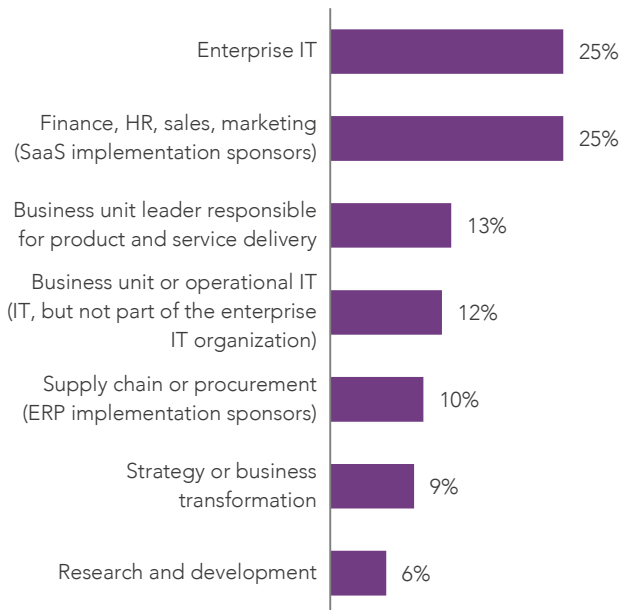 Enterprise IT
25%
Finance, HR, sales, marketing
(SaaS implementation sponsors)
25%
Business unit leader responsible
for product and service delivery
13%
Business unit or operational IT
(IT, but not part of the enterprise
IT organization)
12%
Supply chain or procurement
(ERP implementation sponsors)
10%
Strategy or business
transformation
9%
Research and development
6%